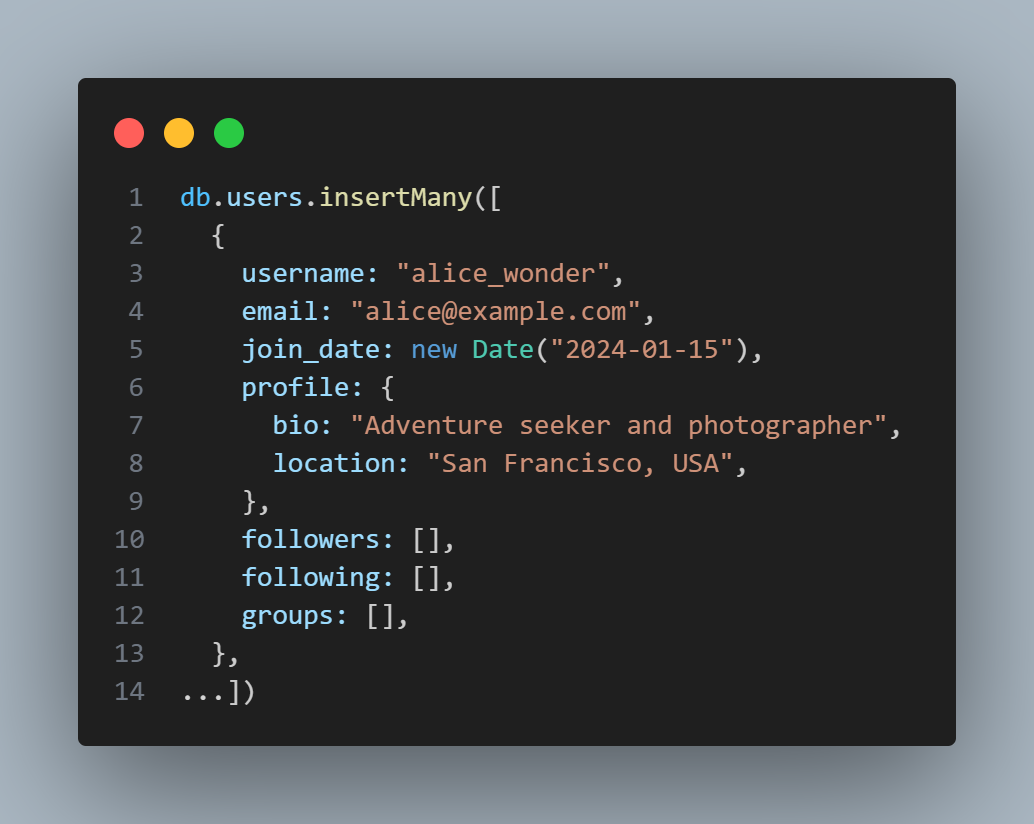 1 db.users.insertMany([
2   {
3     username: "alice_wonder",
4     email: "alice@example.com",
5     join_date: new Date("2024-01-15"),
6     profile: {
7       bio: "Adventure seeker and photographer",
8       location: "San Francisco, USA",
9     },
10     followers: [],
11     following: [],
12     groups: [],
13   },
14 ...])